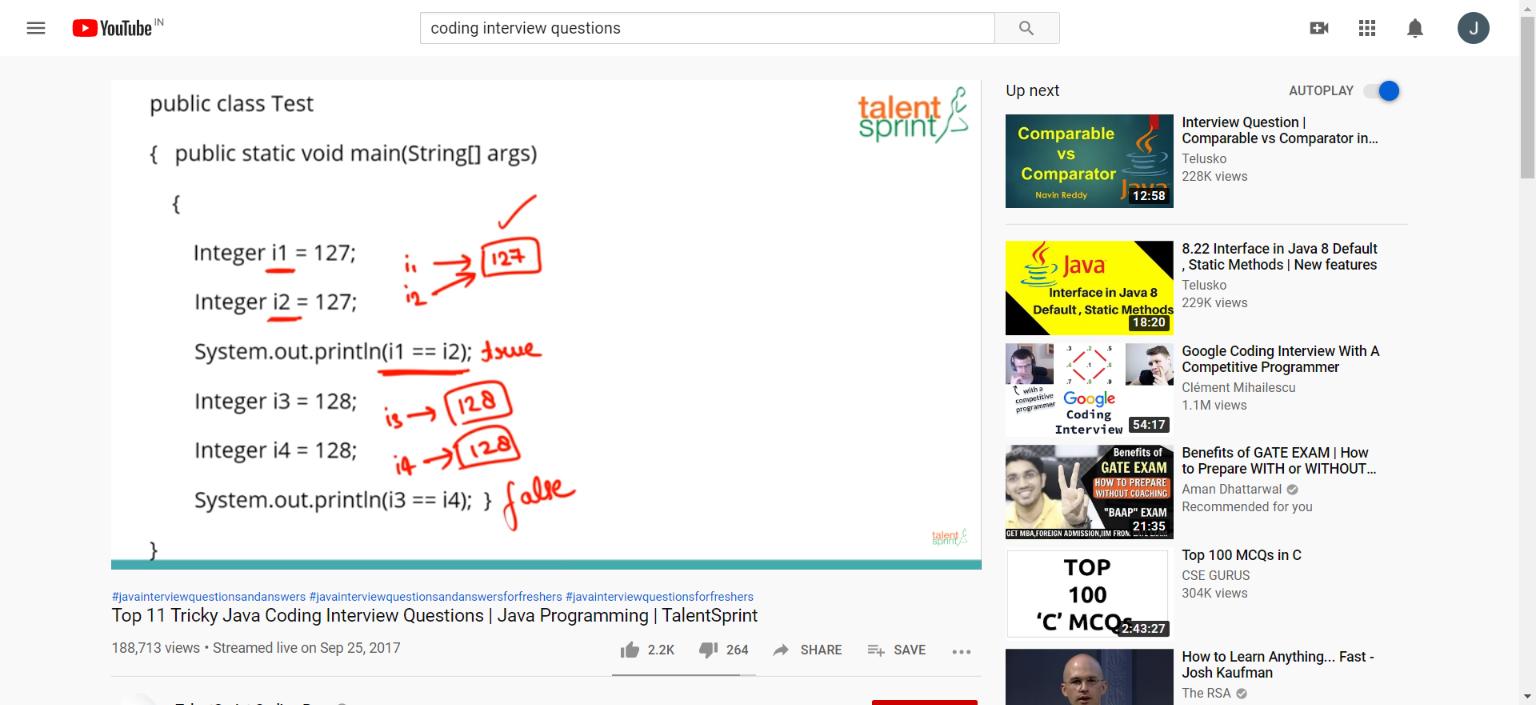 YouTube IN
coding interview questions
J
public class Test
{ public static void main(String[] args)
{
Integer i1 = 127;
Integer i2 = 127;
System.out.println(i1 == i2); true
Integer i3 = 128;
Integer i4 = 128;
System.out.println(i3 == i4); } false
}
i1
i2
127
i3
128
i4
128
talent
sprint
talent
sprint
#javainterviewquestionsandanswers #javainterviewquestionsandanswersforfreshers #javainterviewquestionsforfreshers
Top 11 Tricky Java Coding Interview Questions | Java Programming | TalentSprint
188,713 views • Streamed live on Sep 25, 2017
2.2K 264 SHARE SAVE
Up next
AUTOPLAY
Comparable
vs
Comparator
Navin Reddy
Java
12:58
Interview Question |
Comparable vs Comparator in...
Telusko
228K views
Java
Interface in Java 8
Default , Static Methods
18:20
8.22 Interface in Java 8 Default
, Static Methods | New features
Telusko
229K views
with a
competitive
programmer
.3 .2 .5
.7
Google
Coding
Interview
54:17
Google Coding Interview With A
Competitive Programmer
Clément Mihailescu
1.1M views
Benefits of
GATE EXAM
HOW TO PREPARE
WITHOUT COACHING
"BAAP" EXAM
21:35
GET MBA,FOREIGN ADMISSION,IIM FROM
Benefits of GATE EXAM | How
to Prepare WITH or WITHOUT...
Aman Dhattarwal
Recommended for you
TOP
100
'C' MCQs
2:43:27
Top 100 MCQs in C
CSE GURUS
304K views
How to Learn Anything... Fast -
Josh Kaufman
The RSA